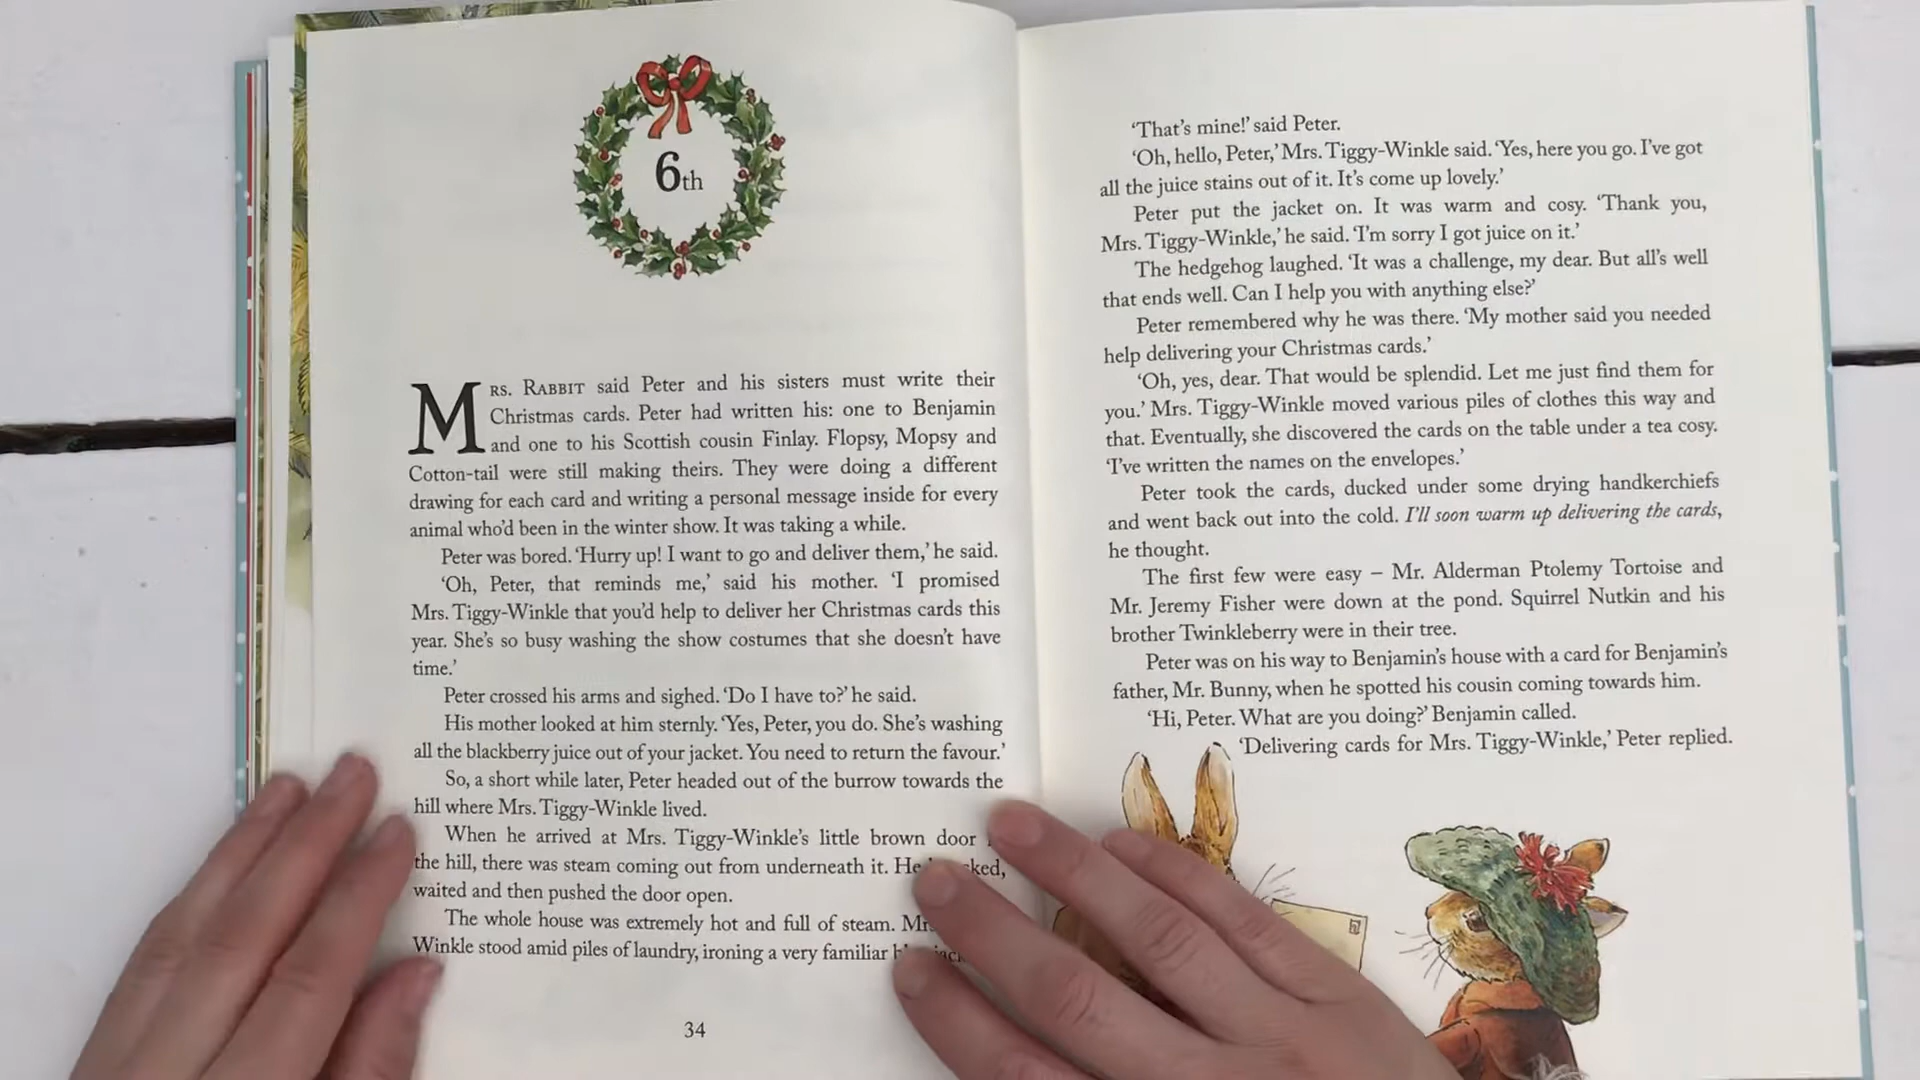 6th
MRS. RABBIT said Peter and his sisters must write their
Christmas cards. Peter had written his: one to Benjamin
and one to his Scottish cousin Finlay. Flopsy, Mopsy and
Cotton-tail were still making theirs. They were doing a different
drawing for each card and writing a personal message inside for every
animal who'd been in the winter show. It was taking a while.
Peter was bored. 'Hurry up! I want to go and deliver them,' he said.
'Oh, Peter, that reminds me,' said his mother. 'I promised
Mrs. Tiggy-Winkle that you'd help to deliver her Christmas cards this
year. She's so busy washing the show costumes that she doesn't have
time.'
Peter crossed his arms and sighed. 'Do I have to?' he said.
His mother looked at him sternly. 'Yes, Peter, you do. She's washing
all the blackberry juice out of your jacket. You need to return the favour.'
So, a short while later, Peter headed out of the burrow towards the
hill where Mrs. Tiggy-Winkle lived.
When he arrived at Mrs. Tiggy-Winkle's little brown door
the hill, there was steam coming out from underneath it. He
waited and then pushed the door open.
The whole house was extremely hot and full of steam.
Winkle stood amid piles of laundry, ironing a very familiar
34
'That's mine!' said Peter.
'Oh, hello, Peter,' Mrs. Tiggy-Winkle said. 'Yes, here you go. I've got
all the juice stains out of it. It's come up lovely.'
Peter put the jacket on. It was warm and cosy. 'Thank you,
Mrs. Tiggy-Winkle,' he said. 'I'm sorry I got juice on it.'
The hedgehog laughed. 'It was a challenge, my dear. But all's well
that ends well. Can I help you with anything else?'
Peter remembered why he was there. 'My mother said you needed
help delivering your Christmas cards.'
'Oh, yes, dear. That would be splendid. Let me just find them for
you.' Mrs. Tiggy-Winkle moved various piles of clothes this way and
that. Eventually, she discovered the cards on the table under a tea cosy.
'I've written the names on the envelopes.'
Peter took the cards, ducked under some drying handkerchiefs
and went back out into the cold. I'll soon warm up delivering the cards,
he thought.
The first few were easy – Mr. Alderman Ptolemy Tortoise and
Mr. Jeremy Fisher were down at the pond. Squirrel Nutkin and his
brother Twinkleberry were in their tree.
Peter was on his way to Benjamin's house with a card for Benjamin's
father, Mr. Bunny, when he spotted his cousin coming towards him.
'Hi, Peter. What are you doing?' Benjamin called.
'Delivering cards for Mrs. Tiggy-Winkle,' Peter replied.